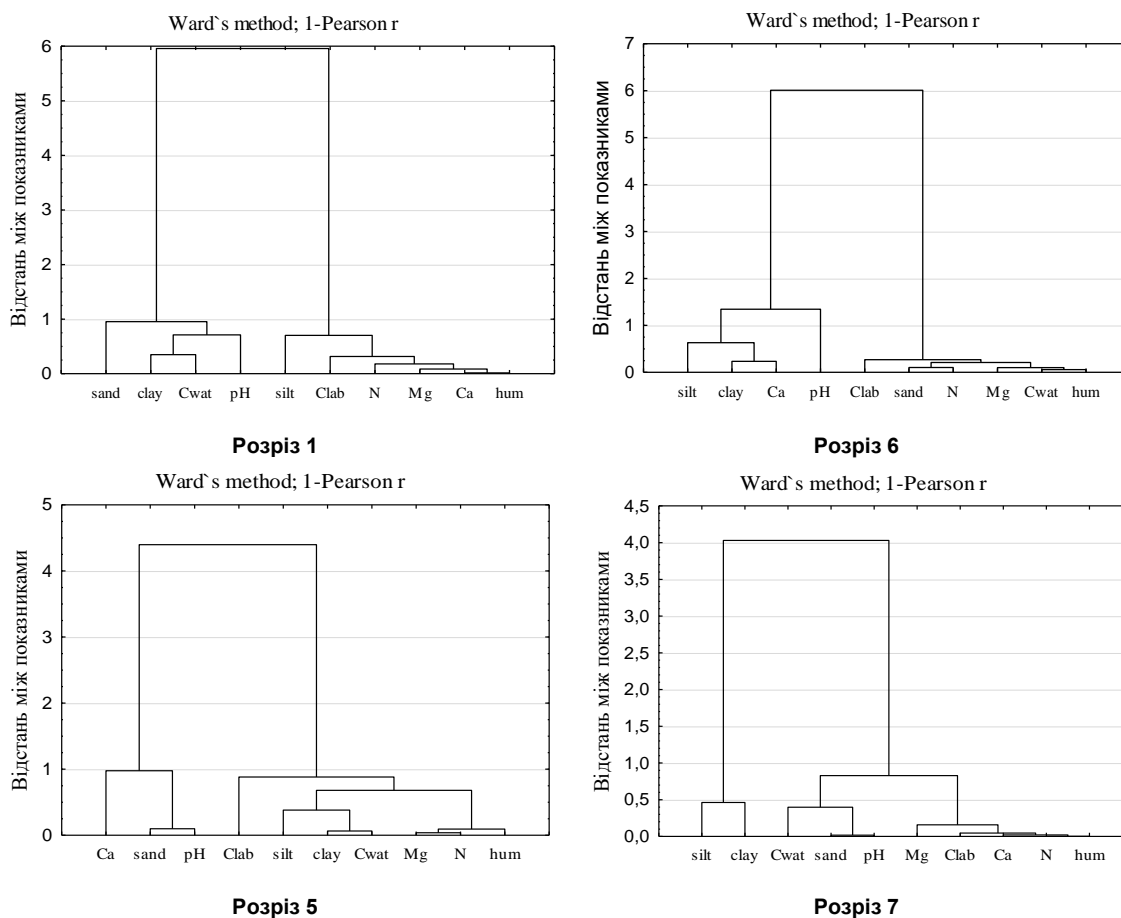 Ward`s method; 1-Pearson r
Відстань між показниками
6
5
4
3
2
1
0
sand clay Cwat pH silt Clab N Mg Ca hum
Розріз 1
Ward`s method; 1-Pearson r
Відстань між показниками
7
6
5
4
3
2
1
0
silt clay Ca pH Clab sand N Mg Cwat hum
Розріз 6
Ward`s method; 1-Pearson r
Відстань між показниками
5
4
3
2
1
0
Ca sand pH Clab silt clay Cwat Mg N hum
Розріз 5
Ward`s method; 1-Pearson r
Відстань між показниками
4,5
4,0
3,5
3,0
2,5
2,0
1,5
1,0
0,5
0,0
silt clay Cwat sand pH Mg Clab Ca N hum
Розріз 7